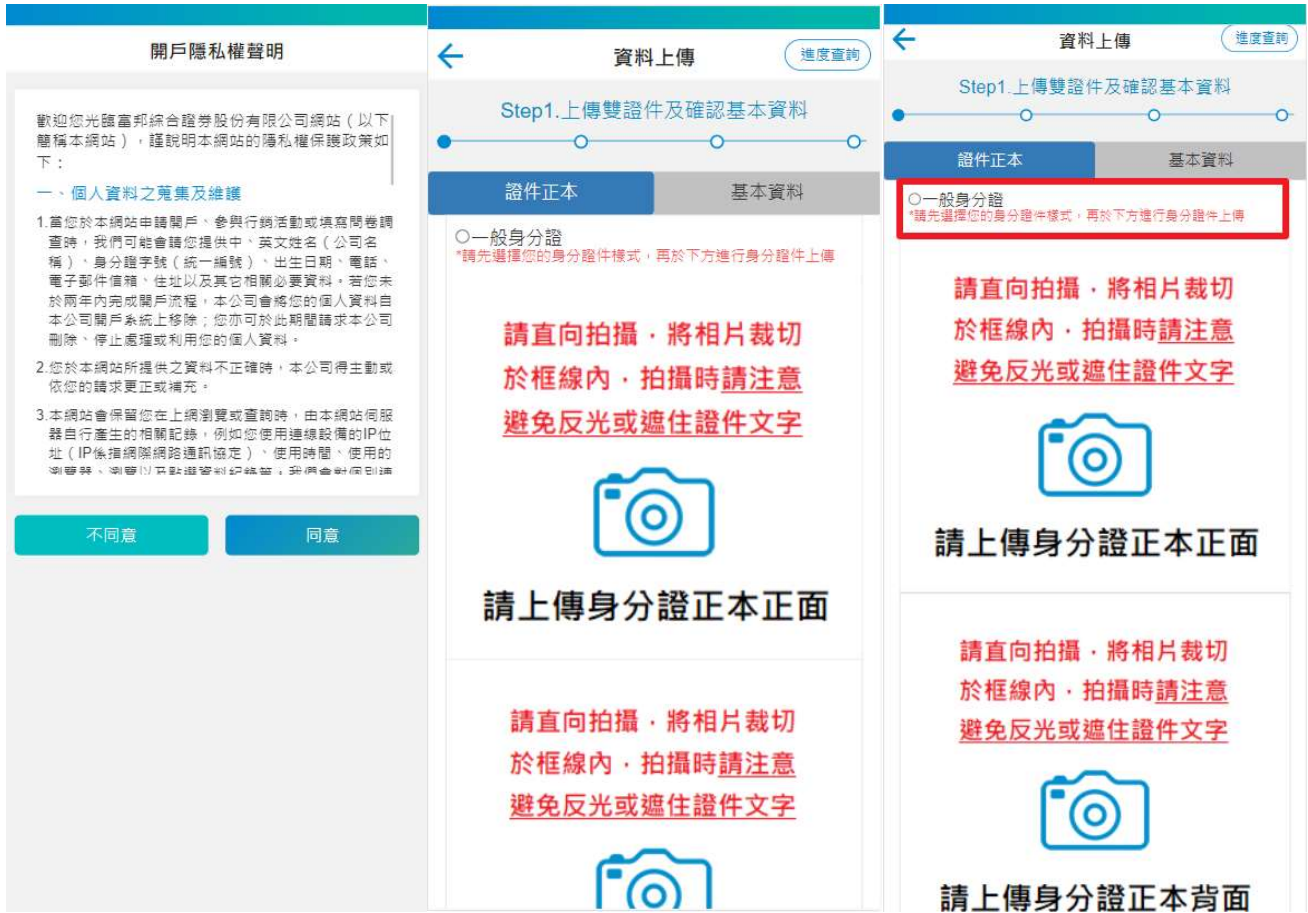 開戶隱私權聲明
歡迎您光臨富邦綜合證券股份有限公司網站(以下
簡稱本網站),謹說明本網站的隱私權保護政策如
下:
一、個人資料之蒐集及維護
1.當您於本網站申請開戶、參與行銷活動或填寫問卷調
查時,我們可能會請您提供中、英文姓名(公司名
稱)、身分證字號(統一編號)、出生日期、電話、
電子郵件信箱、住址以及其它相關必要資料。若您未
於兩年內完成開戶流程,本公司會將您的個人資料自
本公司開戶系統上移除;您亦可於此期間請求本公司
刪除、停止處理或利用您的個人資料。
2.您於本網站所提供之資料不正確時,本公司得主動或
依您的請求更正或補充。
3.本網站會保留您在上網瀏覽或查詢時,由本網站伺服
器自行產生的相關記錄,例如您使用連線設備的IP位
址(IP係指網際網路通訊協定)、使用時間、使用的
瀏覽器、瀏覽以及點選資料紀錄等,我們會對個別連
不同意
同意
資料上傳
進度查詢
Step1.上傳雙證件及確認基本資料
證件正本
基本資料
○一般身分證
*請先選擇您的身分證件樣式,再於下方進行身分證件上傳
請直向拍攝,將相片裁切
於框線內,拍攝時請注意
避免反光或遮住證件文字
請上傳身分證正本正面
請直向拍攝,將相片裁切
於框線內,拍攝時請注意
避免反光或遮住證件文字
資料上傳
進度查詢
Step1.上傳雙證件及確認基本資料
證件正本
基本資料
○一般身分證
*請先選擇您的身分證件樣式,再於下方進行身分證件上傳
請直向拍攝,將相片裁切
於框線內,拍攝時請注意
避免反光或遮住證件文字
請上傳身分證正本正面
請直向拍攝,將相片裁切
於框線內,拍攝時請注意
避免反光或遮住證件文字
請上傳身分證正本背面